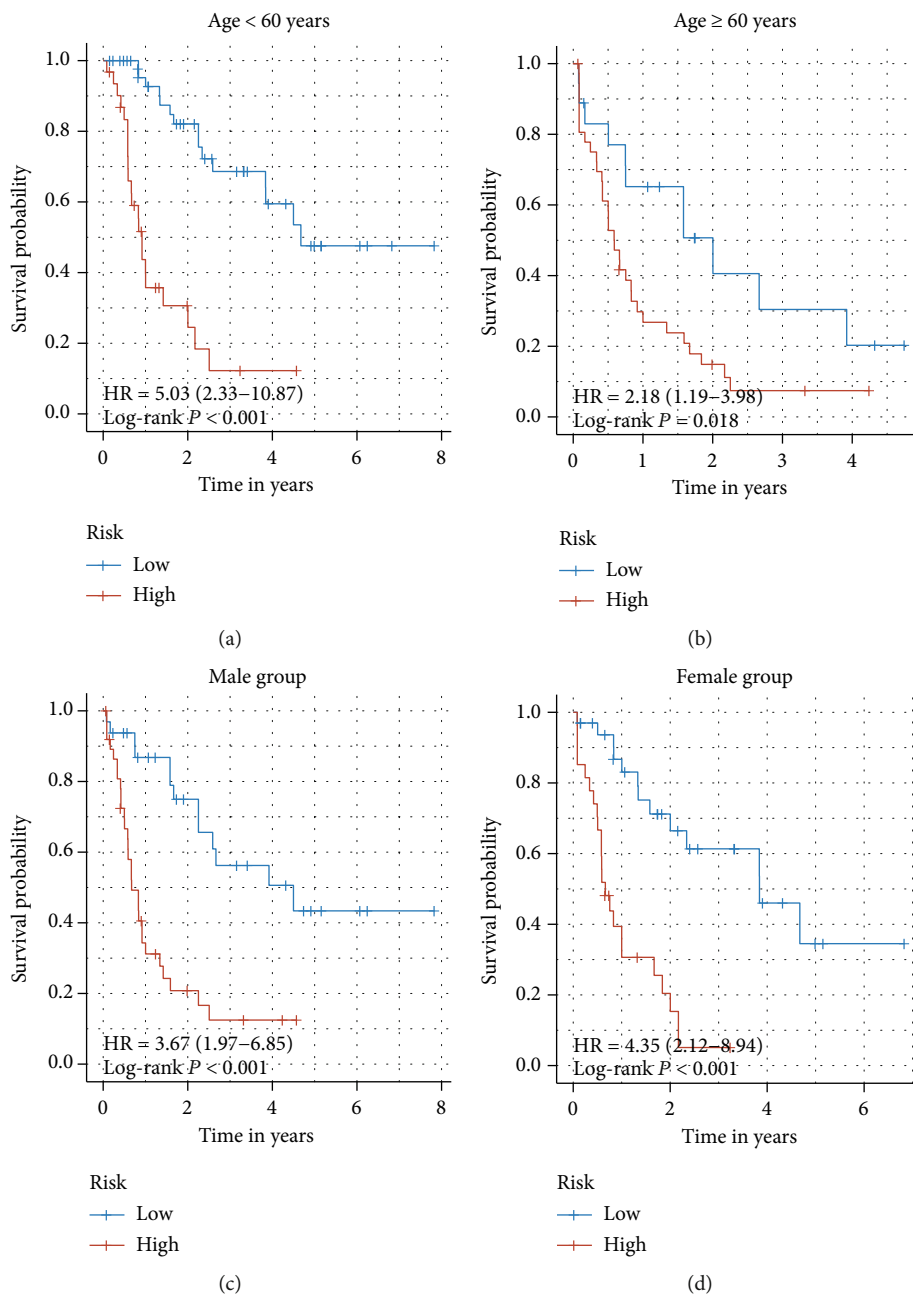 Age < 60 years
Survival probability
1.0
0.8
0.6
0.4
0.2
0.0
HR = 5.03 (2.33−10.87)
Log-rank P < 0.001
0 2 4 6 8
Time in years
Risk
Low
High
(a)
Age ≥ 60 years
Survival probability
1.0
0.8
0.6
0.4
0.2
0.0
HR = 2.18 (1.19−3.98)
Log-rank P = 0.018
0 1 2 3 4
Time in years
Risk
Low
High
(b)
Male group
Survival probability
1.0
0.8
0.6
0.4
0.2
0.0
HR = 3.67 (1.97−6.85)
Log-rank P < 0.001
0 2 4 6 8
Time in years
Risk
Low
High
(c)
Female group
Survival probability
1.0
0.8
0.6
0.4
0.2
0.0
HR = 4.35 (2.12−8.94)
Log-rank P < 0.001
0 2 4 6
Time in years
Risk
Low
High
(d)